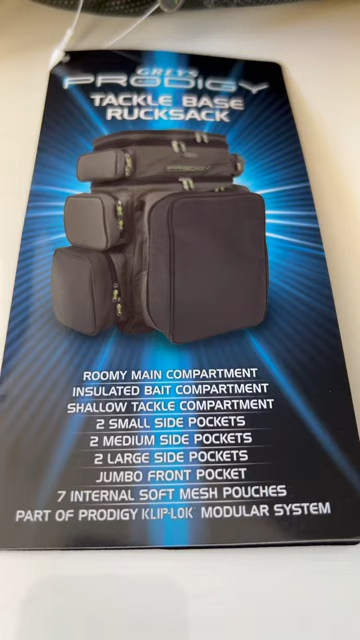 GREYS
PRODIGY
TACKLE BASE
RUCKSACK
PRODIGY
ROOMY MAIN COMPARTMENT
INSULATED BAIT COMPARTMENT
SHALLOW TACKLE COMPARTMENT
2 SMALL SIDE POCKETS
2 MEDIUM SIDE POCKETS
2 LARGE SIDE POCKETS
JUMBO FRONT POCKET
7 INTERNAL SOFT MESH POUCHES
PART OF PRODIGY KLIP-LOK MODULAR SYSTEM